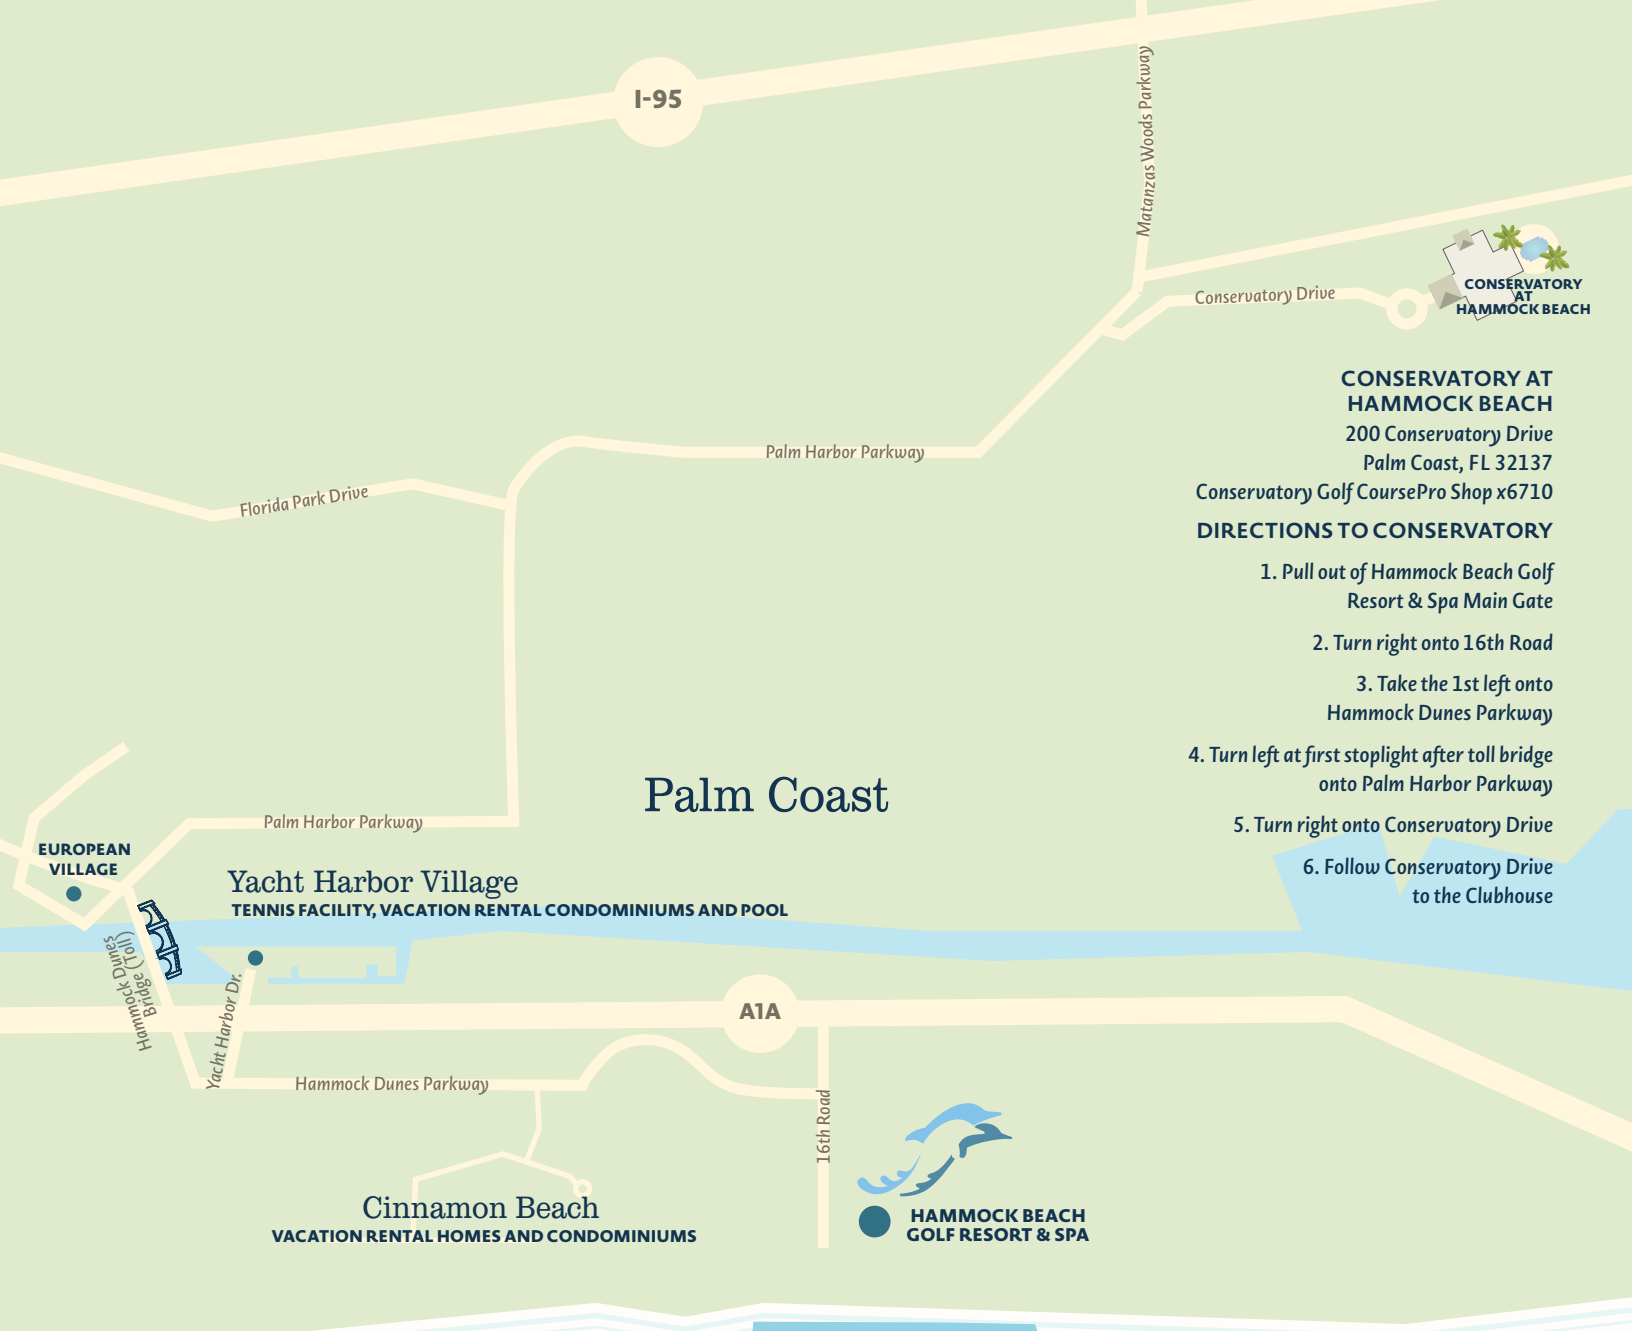 I-95
Matanzas Woods Parkway
Conservatory Drive
CONSERVATORY
AT
HAMMOCK BEACH
CONSERVATORY AT
HAMMOCK BEACH
200 Conservatory Drive
Palm Coast, FL 32137
Conservatory Golf CoursePro Shop x6710
DIRECTIONS TO CONSERVATORY
1. Pull out of Hammock Beach Golf
Resort & Spa Main Gate
2. Turn right onto 16th Road
3. Take the 1st left onto
Hammock Dunes Parkway
4. Turn left at first stoplight after toll bridge
onto Palm Harbor Parkway
5. Turn right onto Conservatory Drive
6. Follow Conservatory Drive
to the Clubhouse
Palm Harbor Parkway
Florida Park Drive
Palm Coast
Palm Harbor Parkway
EUROPEAN
VILLAGE
Yacht Harbor Village
TENNIS FACILITY, VACATION RENTAL CONDOMINIUMS AND POOL
Hammock Dunes
Bridge (Toll)
Yacht Harbor Dr.
A1A
Hammock Dunes Parkway
16th Road
Cinnamon Beach
VACATION RENTAL HOMES AND CONDOMINIUMS
HAMMOCK BEACH
GOLF RESORT & SPA